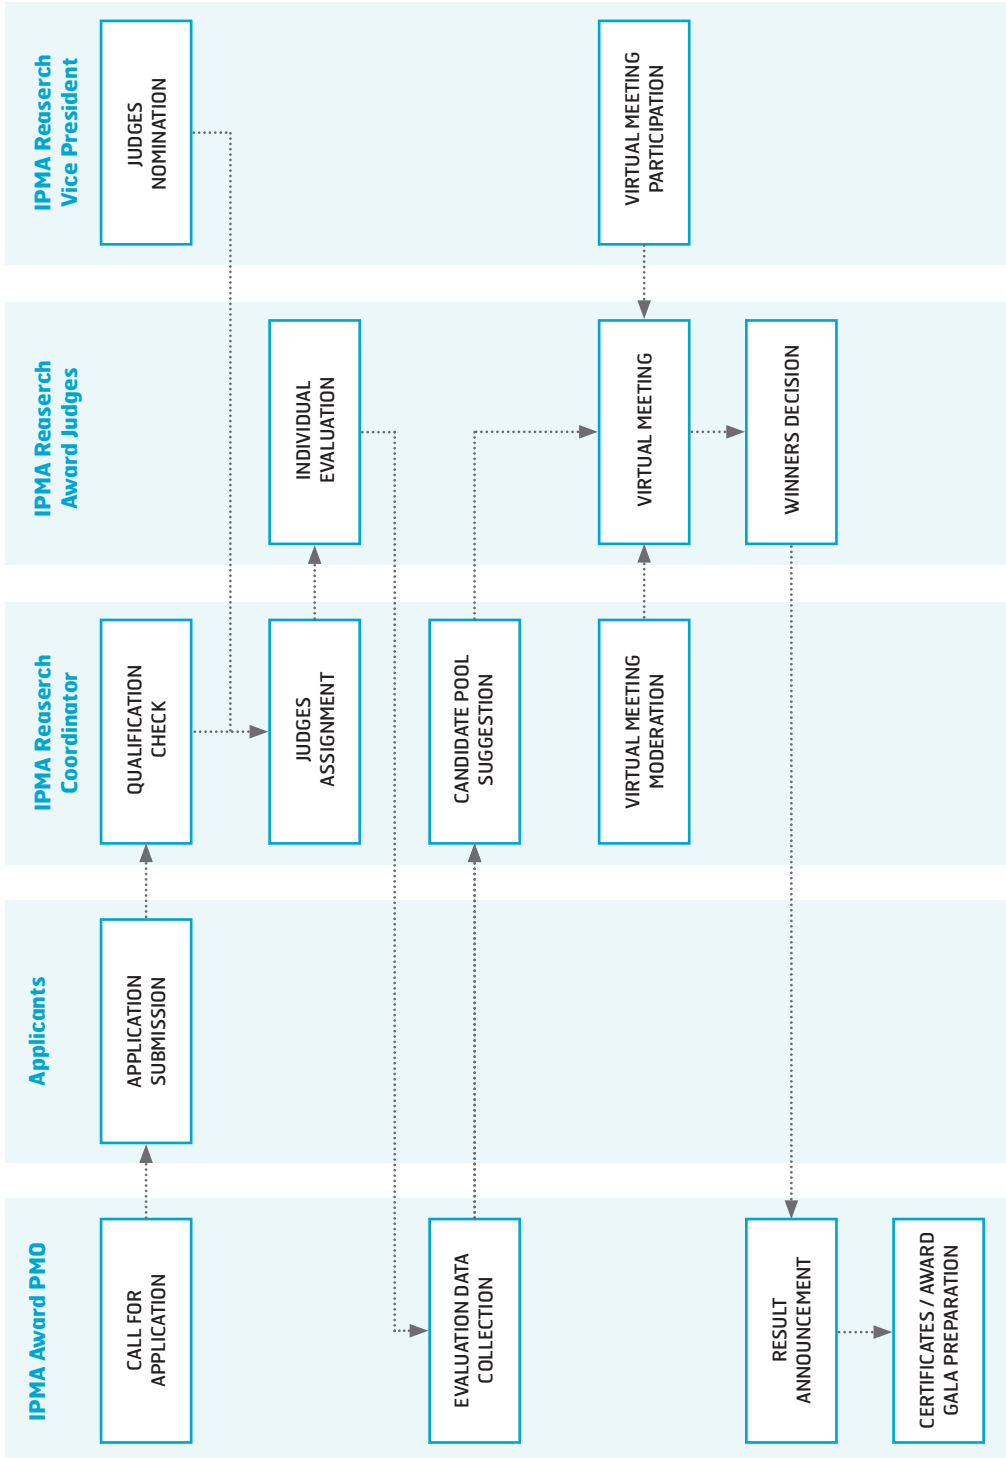 IPMA Award PMO
CALL FOR
APPLICATION
EVALUATION DATA
COLLECTION
RESULT
ANNOUNCEMENT
CERTIFICATES / AWARD
GALA PREPARATION
Applicants
APPLICATION
SUBMISSION
IPMA Reaserch
Coordinator
QUALIFICATION
CHECK
JUDGES
ASSIGNMENT
CANDIDATE POOL
SUGGESTION
VIRTUAL MEETING
MODERATION
IPMA Reaserch
Award Judges
INDIVIDUAL
EVALUATION
VIRTUAL MEETING
WINNERS DECISION
IPMA Reaserch
Vice President
JUDGES
NOMINATION
VIRTUAL MEETING
PARTICIPATION